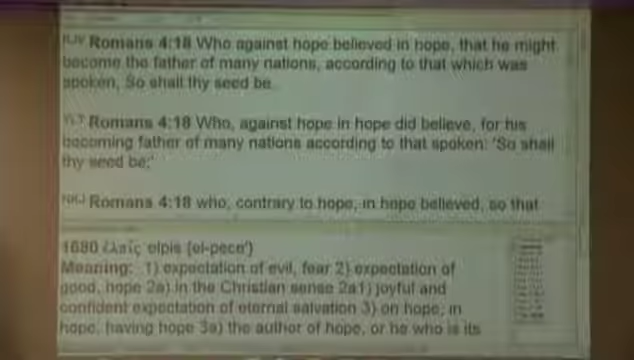 KJV Romans 4:18 Who against hope believed in hope, that he might
become the father of many nations, according to that which was
spoken, So shall thy seed be.
YLT Romans 4:18 Who, against hope in hope did believe, for his
becoming father of many nations according to that spoken: 'So shall
thy seed be;'
NKJ Romans 4:18 who, contrary to hope, in hope believed, so that
1680 ἐλπίς elpis {el-pece'}
Meaning: 1) expectation of evil, fear 2) expectation of
good, hope 2a) in the Christian sense 2a1) joyful and
confident expectation of eternal salvation 3) on hope, in
hope, having hope 3a) the author of hope, or he who is its